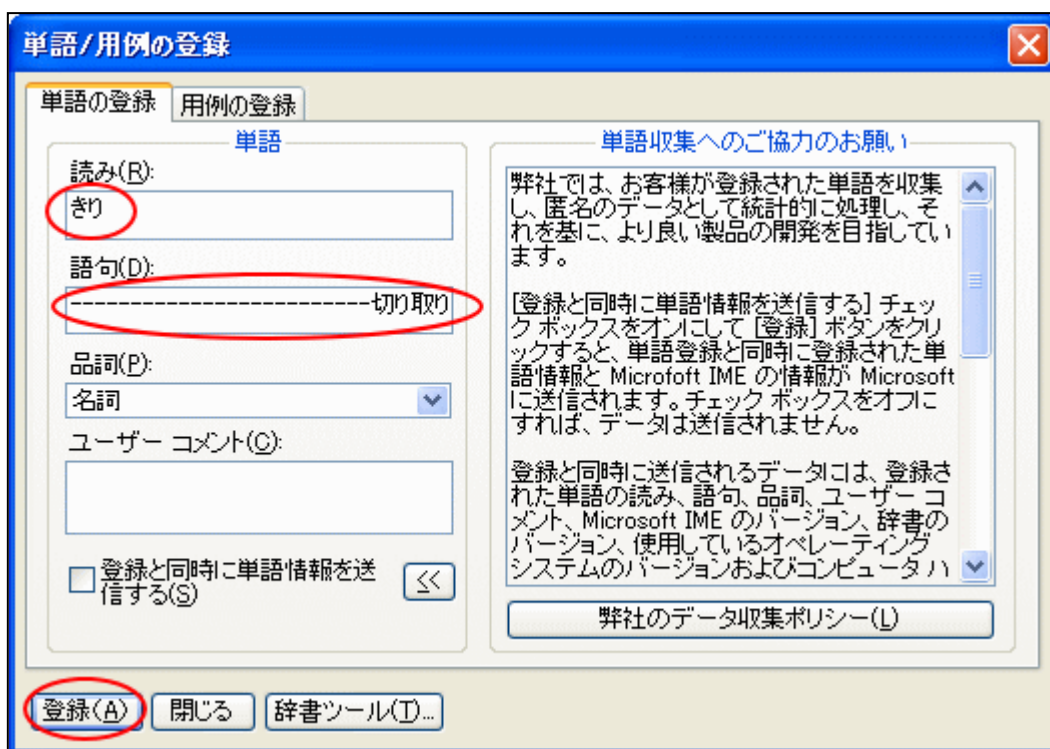 単語/用例の登録
単語の登録
用例の登録
単語
読み(R):
きり
語句(D):
-------------------------切り取り
品詞(P):
名詞
ユーザー コメント(C):
登録と同時に単語情報を送
信する(S)
<<
単語収集へのご協力のお願い
弊社では、お客様が登録された単語を収集
し、匿名のデータとして統計的に処理し、そ
れを基に、より良い製品の開発を目指してい
ます。
[登録と同時に単語情報を送信する] チェッ
ク ボックスをオンにして [登録] ボタンをクリ
ックすると、単語登録と同時に登録された単
語情報と Microfoft IME の情報が Microsoft
に送信されます。チェック ボックスをオフに
すれば、データは送信されません。
登録と同時に送信されるデータには、登録さ
れた単語の読み、語句、品詞、ユーザー コ
メント、Microsoft IME のバージョン、辞書の
バージョン、使用しているオペレーティング
システムのバージョンおよびコンピュータ ハ
弊社のデータ収集ポリシー(L)
登録(A)
閉じる
辞書ツール(T)...